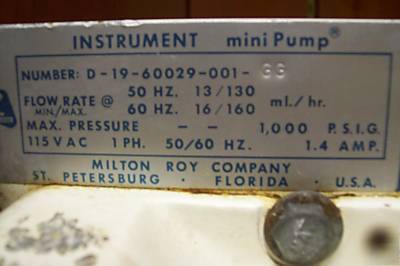 INSTRUMENT miniPump®
NUMBER: D-19-60029-001-GG
FLOW RATE @ 50 HZ. 13/130 ml./hr.
MIN./MAX. 60 HZ. 16/160
MAX. PRESSURE -- 1,000 P.S.I.G.
115 VAC 1 PH. 50/60 HZ. 1.4 AMP.
MILTON ROY COMPANY
ST. PETERSBURG · FLORIDA · U.S.A.